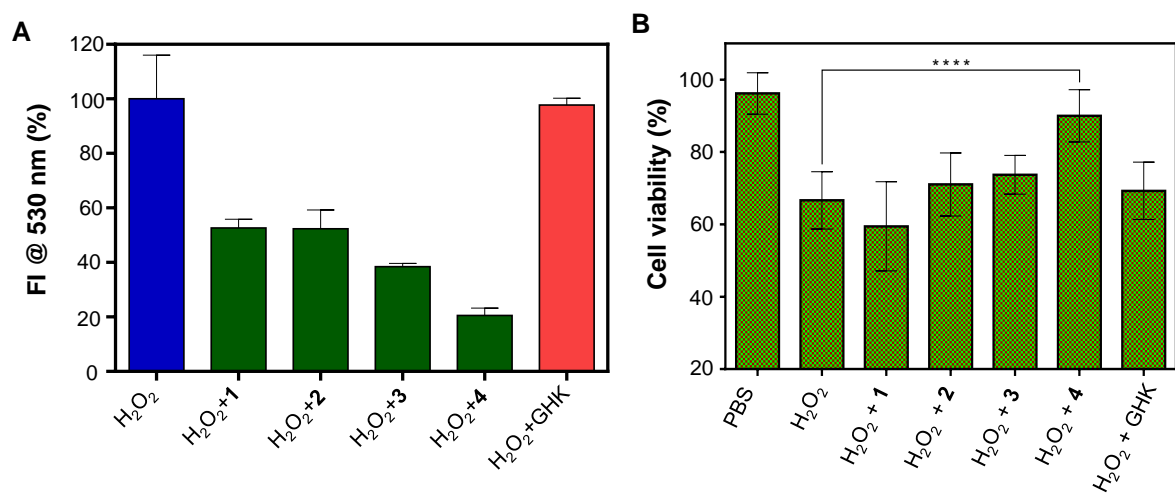 A
FI @ 530 nm (%)
120
100
80
60
40
20
0
H₂O₂
H₂O₂+1
H₂O₂+2
H₂O₂+3
H₂O₂+4
H₂O₂+GHK
B
Cell viability (%)
100
80
60
40
20
****
PBS
H₂O₂
H₂O₂ + 1
H₂O₂ + 2
H₂O₂ + 3
H₂O₂ + 4
H₂O₂ + GHK